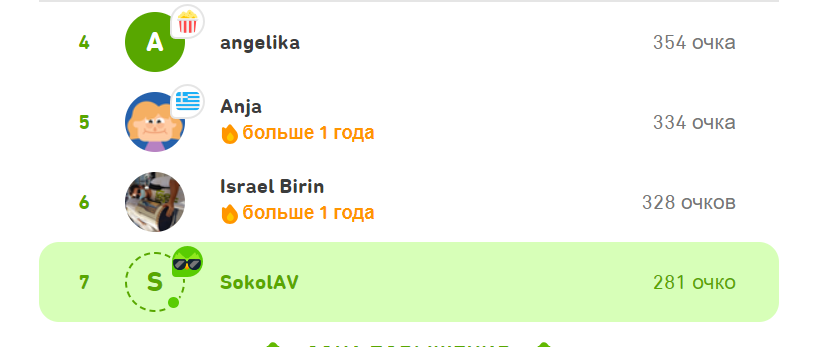 4 A angelika 354 очка
5 Anja 334 очка
больше 1 года
6 Israel Birin 328 очков
больше 1 года
7 S SokolAV 281 очко